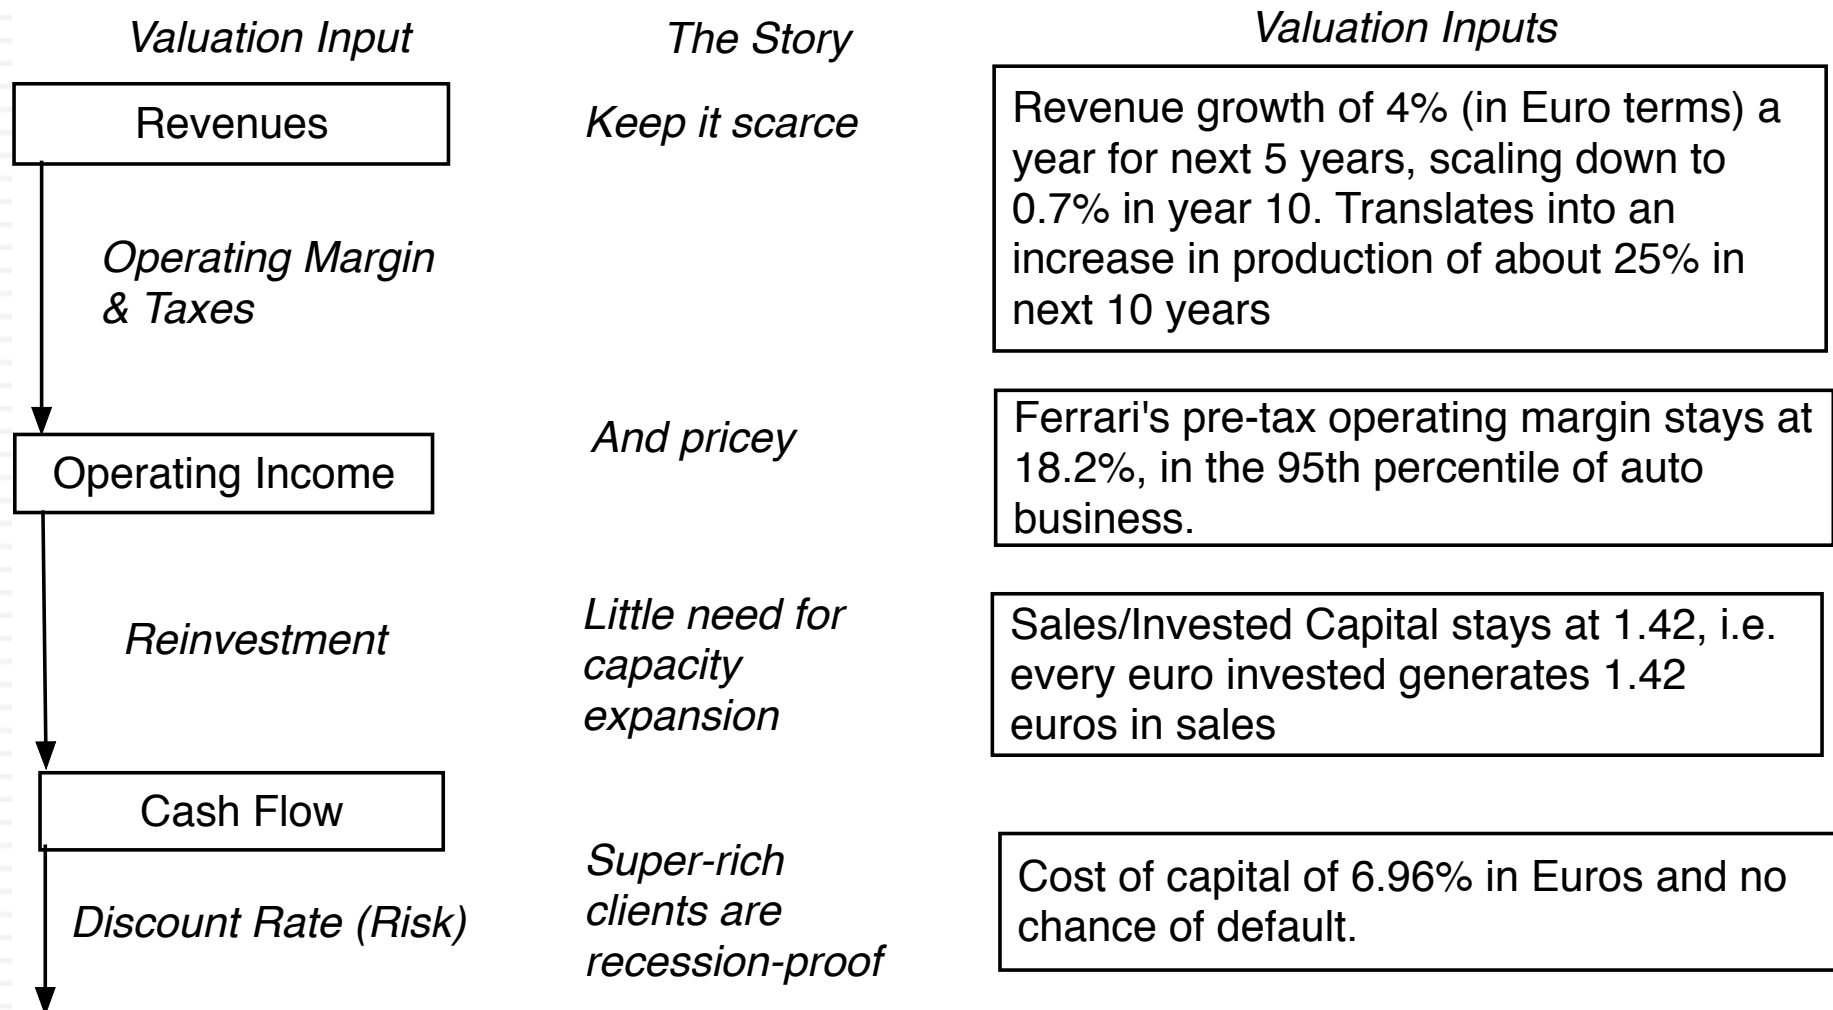 Valuation Input
The Story
Valuation Inputs
Revenues
Keep it scarce
Revenue growth of 4% (in Euro terms) a
year for next 5 years, scaling down to
0.7% in year 10. Translates into an
increase in production of about 25% in
next 10 years
Operating Margin
& Taxes
Operating Income
And pricey
Ferrari's pre-tax operating margin stays at
18.2%, in the 95th percentile of auto
business.
Reinvestment
Little need for
capacity
expansion
Sales/Invested Capital stays at 1.42, i.e.
every euro invested generates 1.42
euros in sales
Cash Flow
Discount Rate (Risk)
Super-rich
clients are
recession-proof
Cost of capital of 6.96% in Euros and no
chance of default.